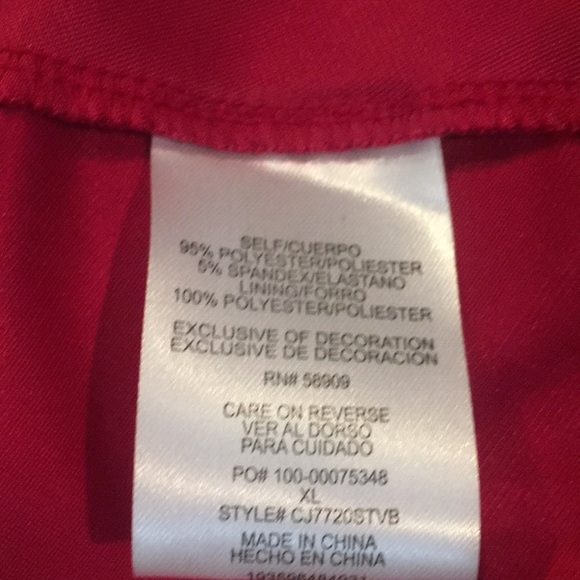 SELF/CUERPO
95% POLYESTER/POLIESTER
5% SPANDEX/ELASTANO
LINING/FORRO
100% POLYESTER/POLIESTER
EXCLUSIVE OF DECORATION
EXCLUSIVE DE DECORACION
RN# 58909
CARE ON REVERSE
VER AL DORSO
PARA CUIDADO
PO# 100-00075348
XL
STYLE# CJ7720STVB
MADE IN CHINA
HECHO EN CHINA